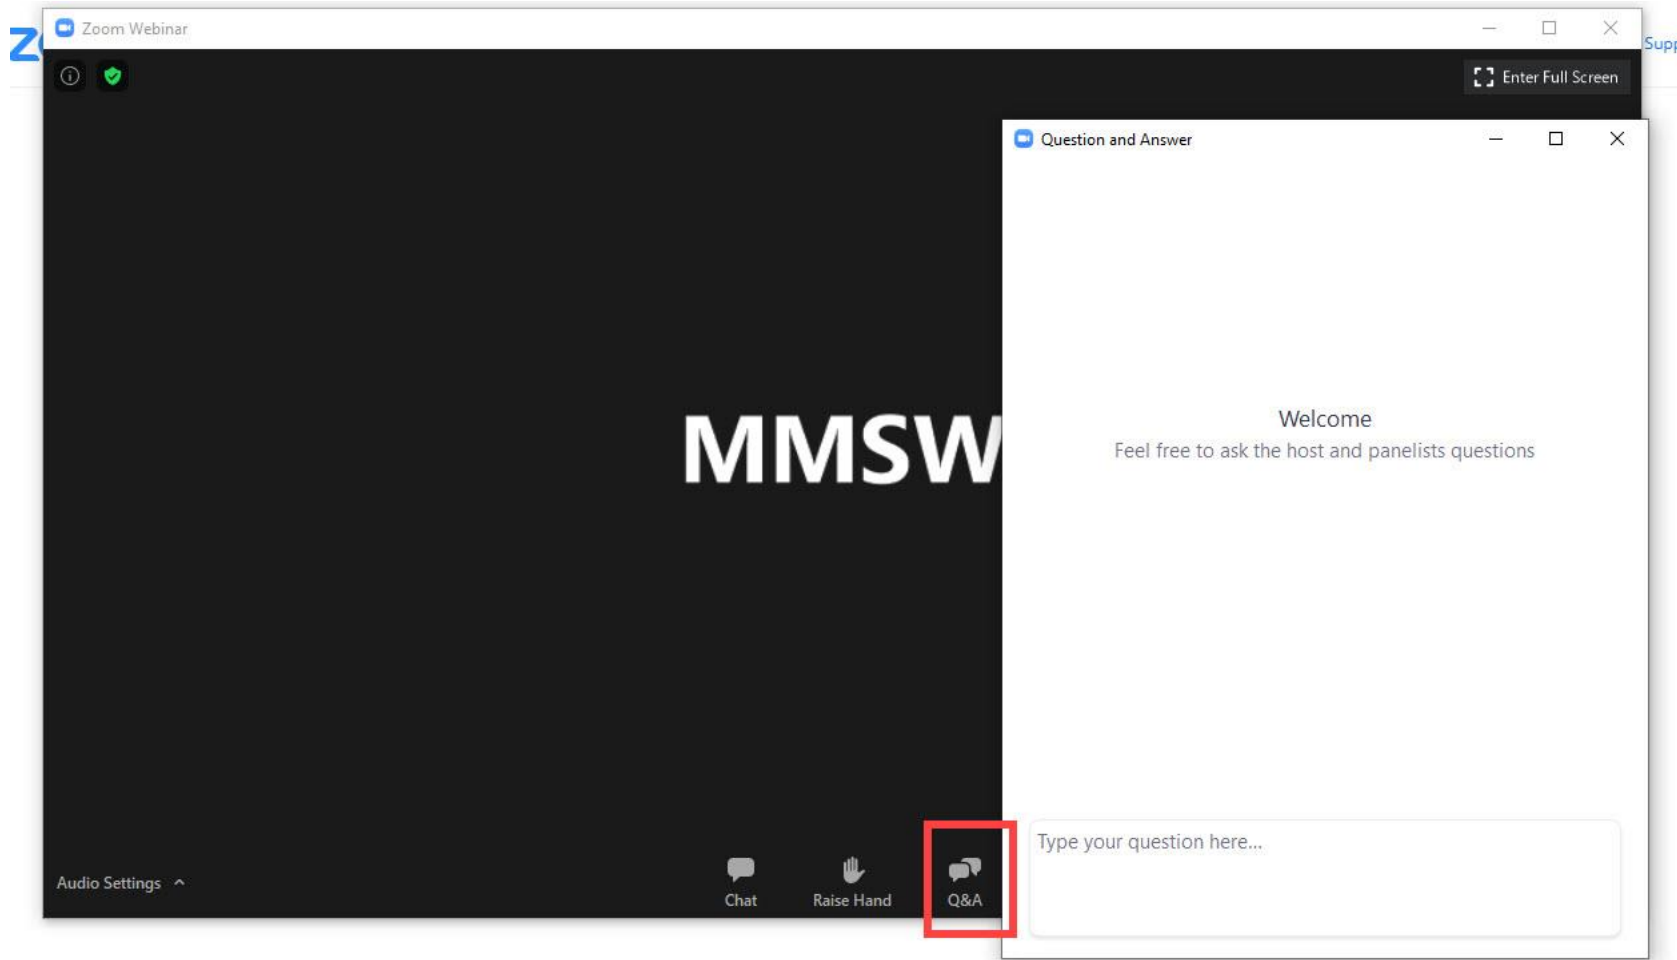 Zoom Webinar
Supp
Enter Full Screen
Question and Answer
MMSW
Welcome
Feel free to ask the host and panelists questions
Type your question here...
Audio Settings
Chat
Raise Hand
Q&A